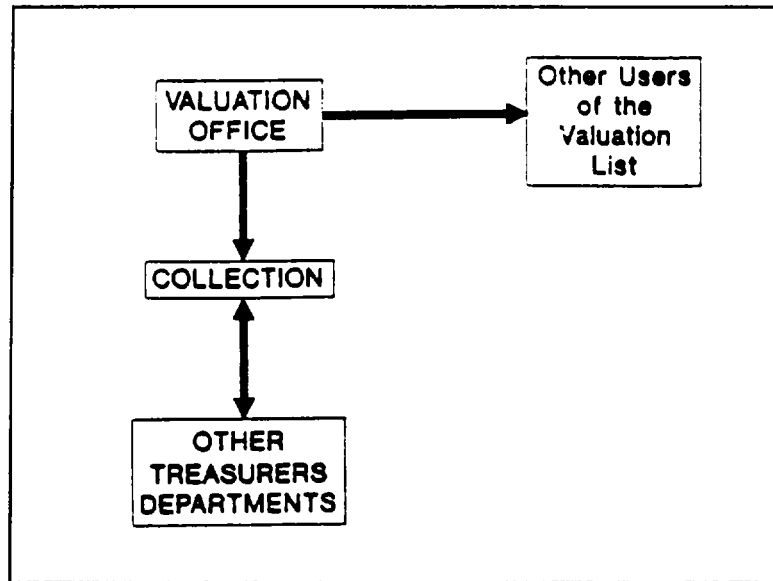 VALUATION
OFFICE
Other Users
of the
Valuation
List
COLLECTION
OTHER
TREASURERS
DEPARTMENTS